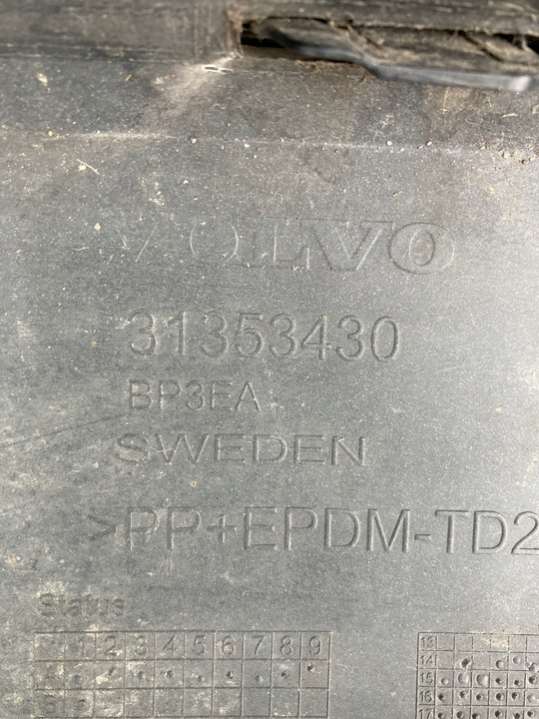 VOLVO
31353430
BP3EA
SWEDEN
>PP+EPDM-TD2
Status
1 2 3 4 5 6 7 8 9
13
14
15
16
17